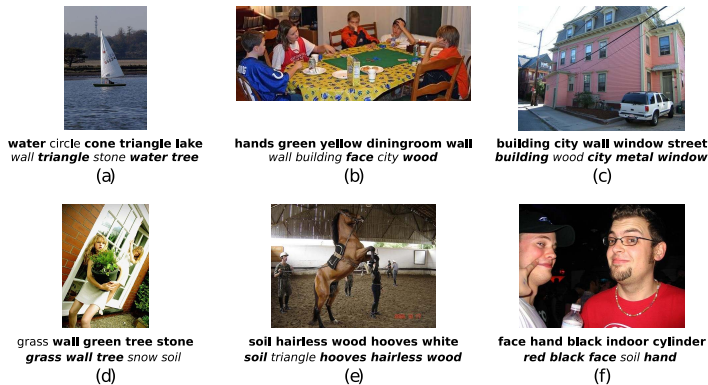 water circle cone triangle lake
wall triangle stone water tree
(a)
hands green yellow diningroom wall
wall building face city wood
(b)
building city wall window street
building wood city metal window
(c)
grass wall green tree stone
grass wall tree snow soil
(d)
soil hairless wood hooves white
soil triangle hooves hairless wood
(e)
face hand black indoor cylinder
red black face soil hand
(f)